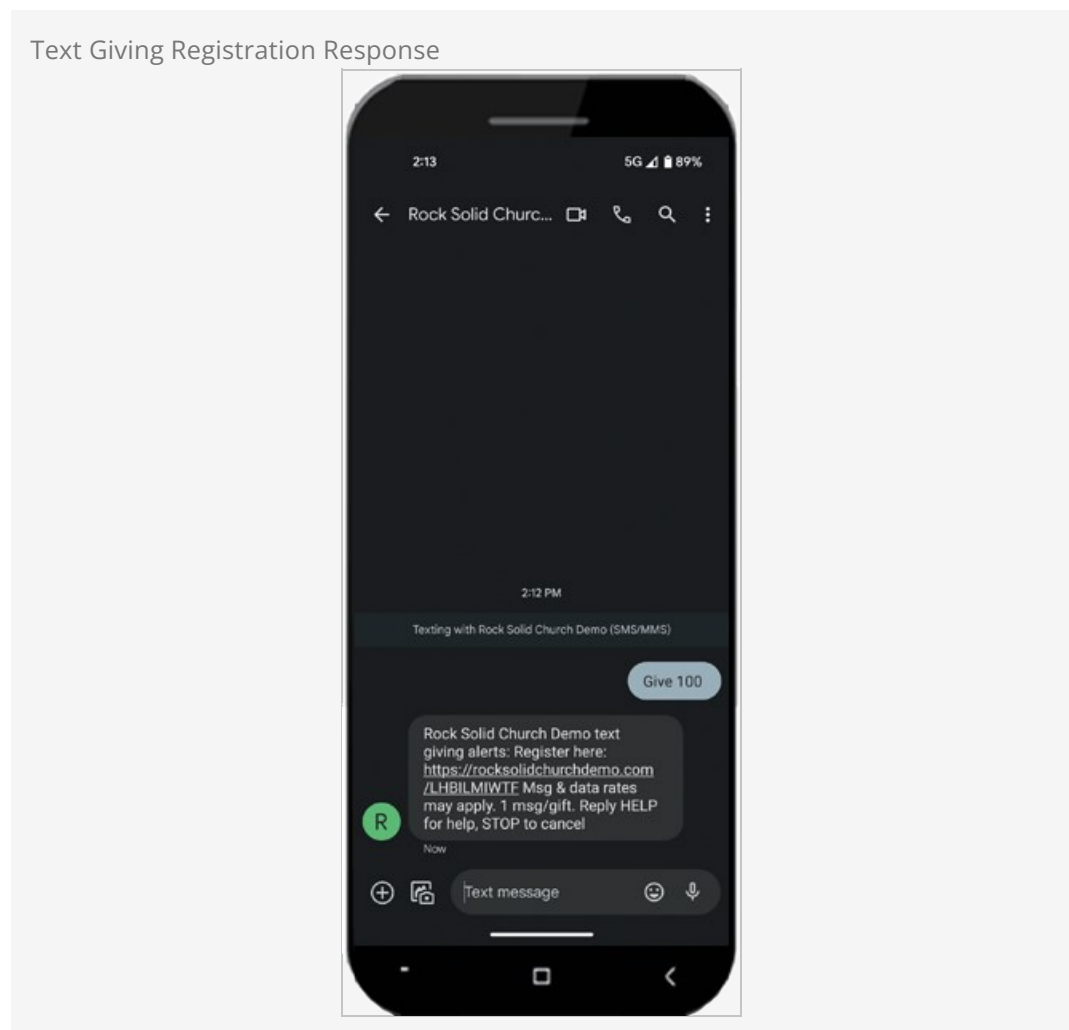 Text Giving Registration Response
2:13 5G 89%
Rock Solid Churc...
2:12 PM
Texting with Rock Solid Church Demo (SMS/MMS)
Give 100
Rock Solid Church Demo text
giving alerts: Register here:
https://rocksolidchurchdemo.com
/LHBILMIWTF Msg & data rates
may apply. 1 msg/gift. Reply HELP
for help, STOP to cancel
R
Now
Text message